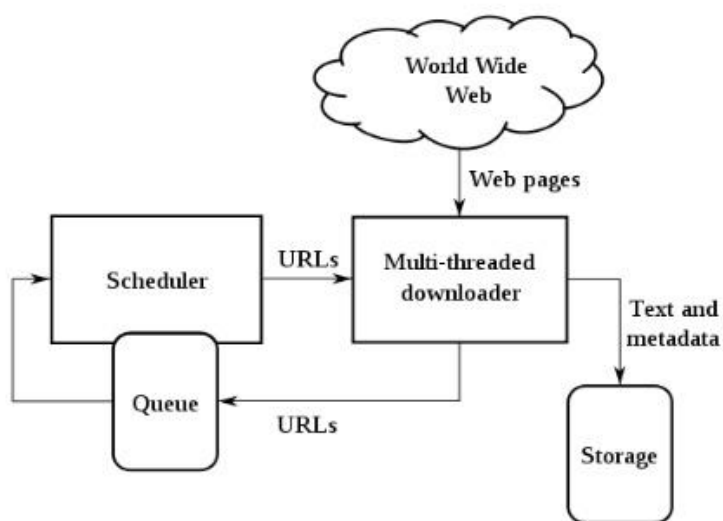 World Wide
Web
Web pages
Scheduler
URLs
Multi-threaded
downloader
Text and
metadata
Queue
URLs
Storage